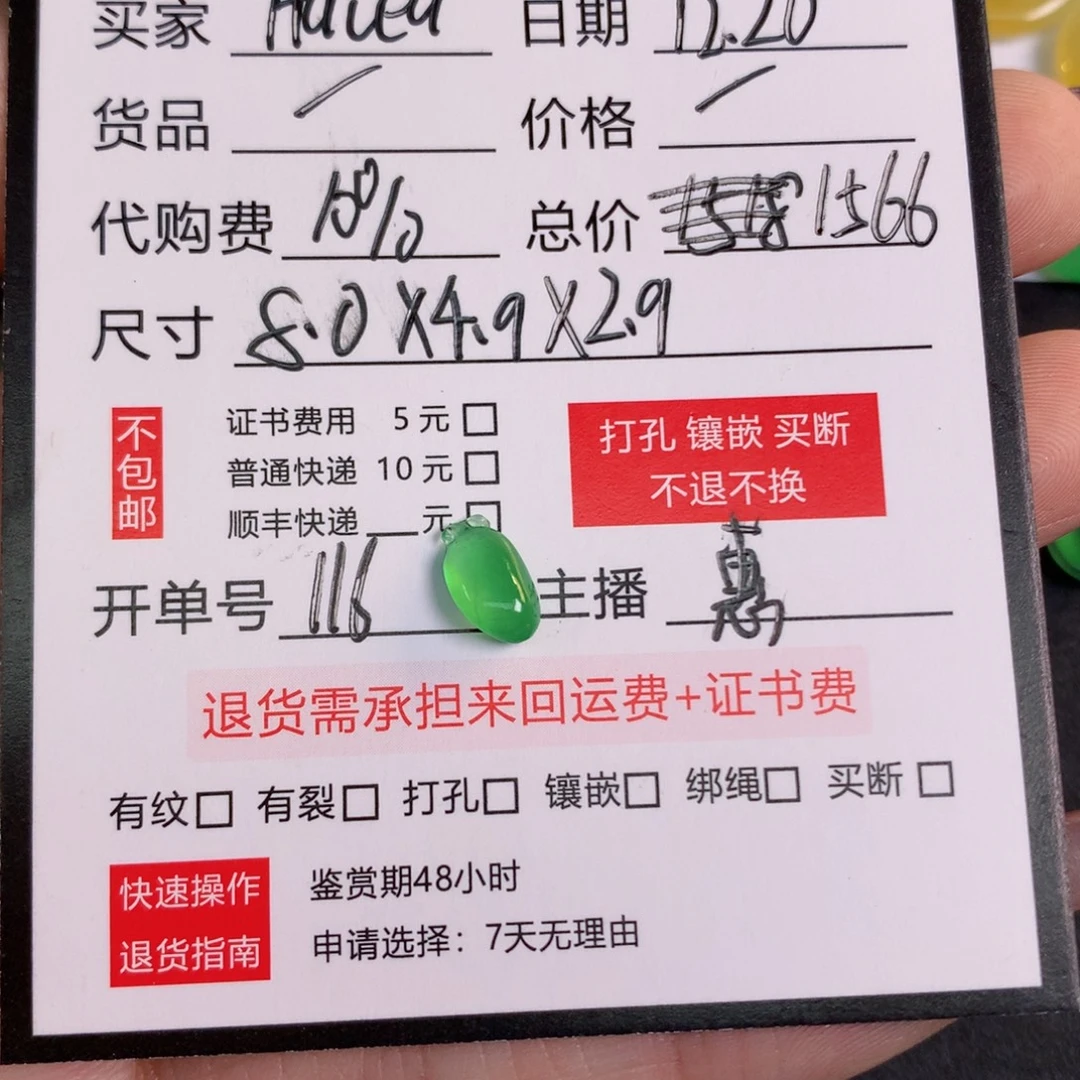 买家 日期 12.20
货品 / 价格 /
代购费 10% 总价 1566
尺寸 8.0X4.9X2.9
不包邮
证书费用 5元
普通快递 10元
顺丰快递 元
打孔 镶嵌 买断
不退不换
开单号 116 主播 惠
退货需承担来回运费+证书费
有纹 有裂 打孔 镶嵌 绑绳 买断
快速操作
退货指南
鉴赏期48小时
申请选择：7天无理由